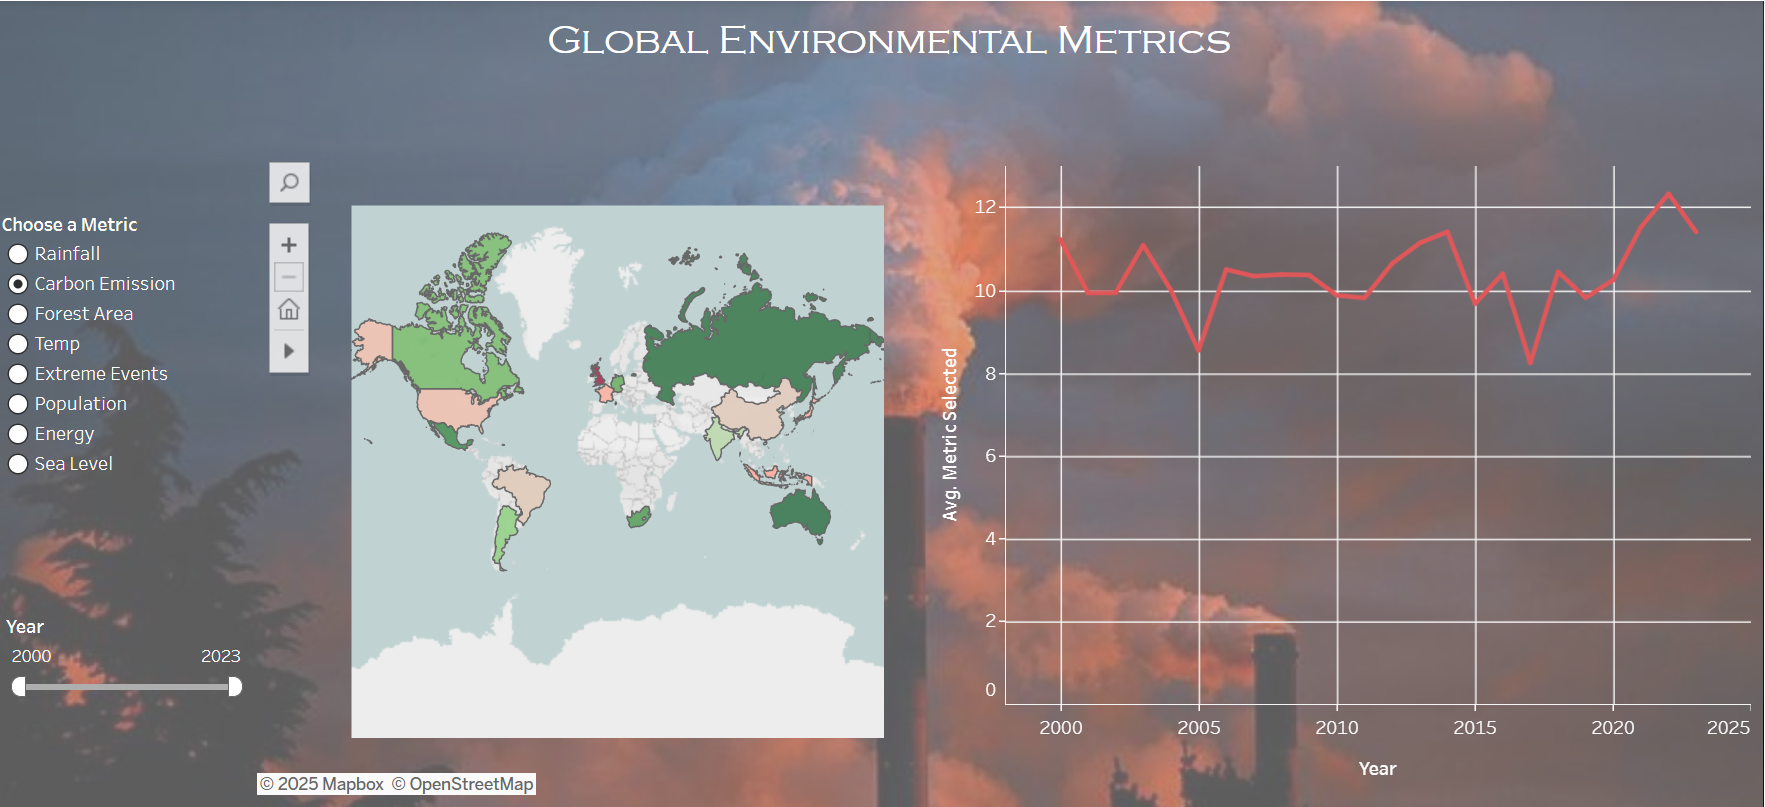 GLOBAL ENVIRONMENTAL METRICS
Choose a Metric
Rainfall
Carbon Emission
Forest Area
Temp
Extreme Events
Population
Energy
Sea Level
Year
2000 2023
© 2025 Mapbox © OpenStreetMap
Avg. Metric Selected
12
10
8
6
4
2
0
2000 2005 2010 2015 2020 2025
Year